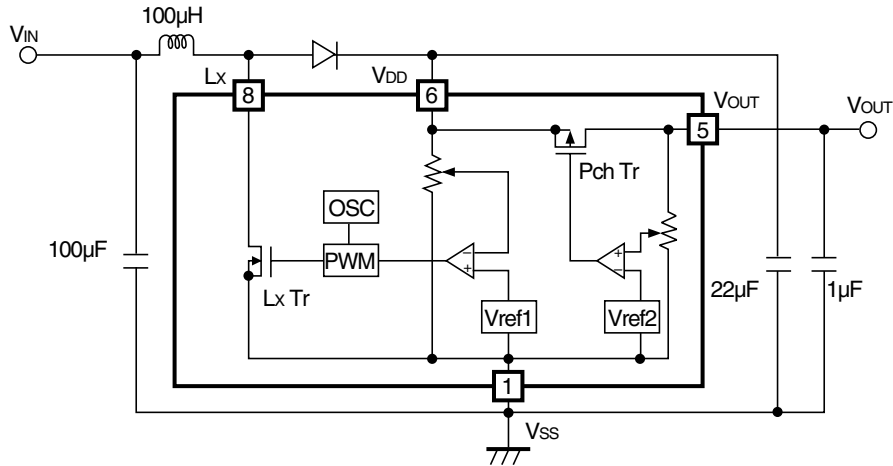 100μH
VIN
LX
VDD
VOUT
VOUT
8
6
5
Pch Tr
OSC
PWM
100μF
− +
+ −
LX Tr
Vref1
Vref2
22μF
1μF
1
VSS